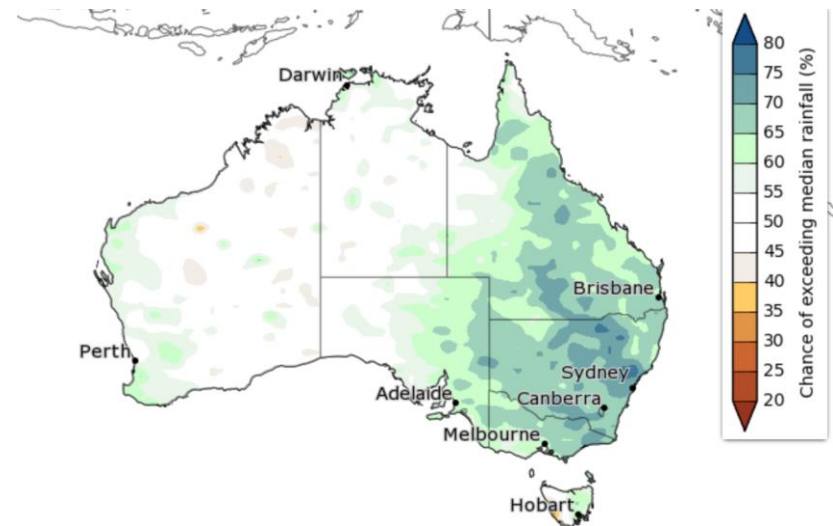 Darwin
Brisbane
Perth
Sydney
Adelaide
Canberra
Melbourne
Hobart
80
75
70
65
60
55
50
45
40
35
30
25
20
Chance of exceeding median rainfall (%)